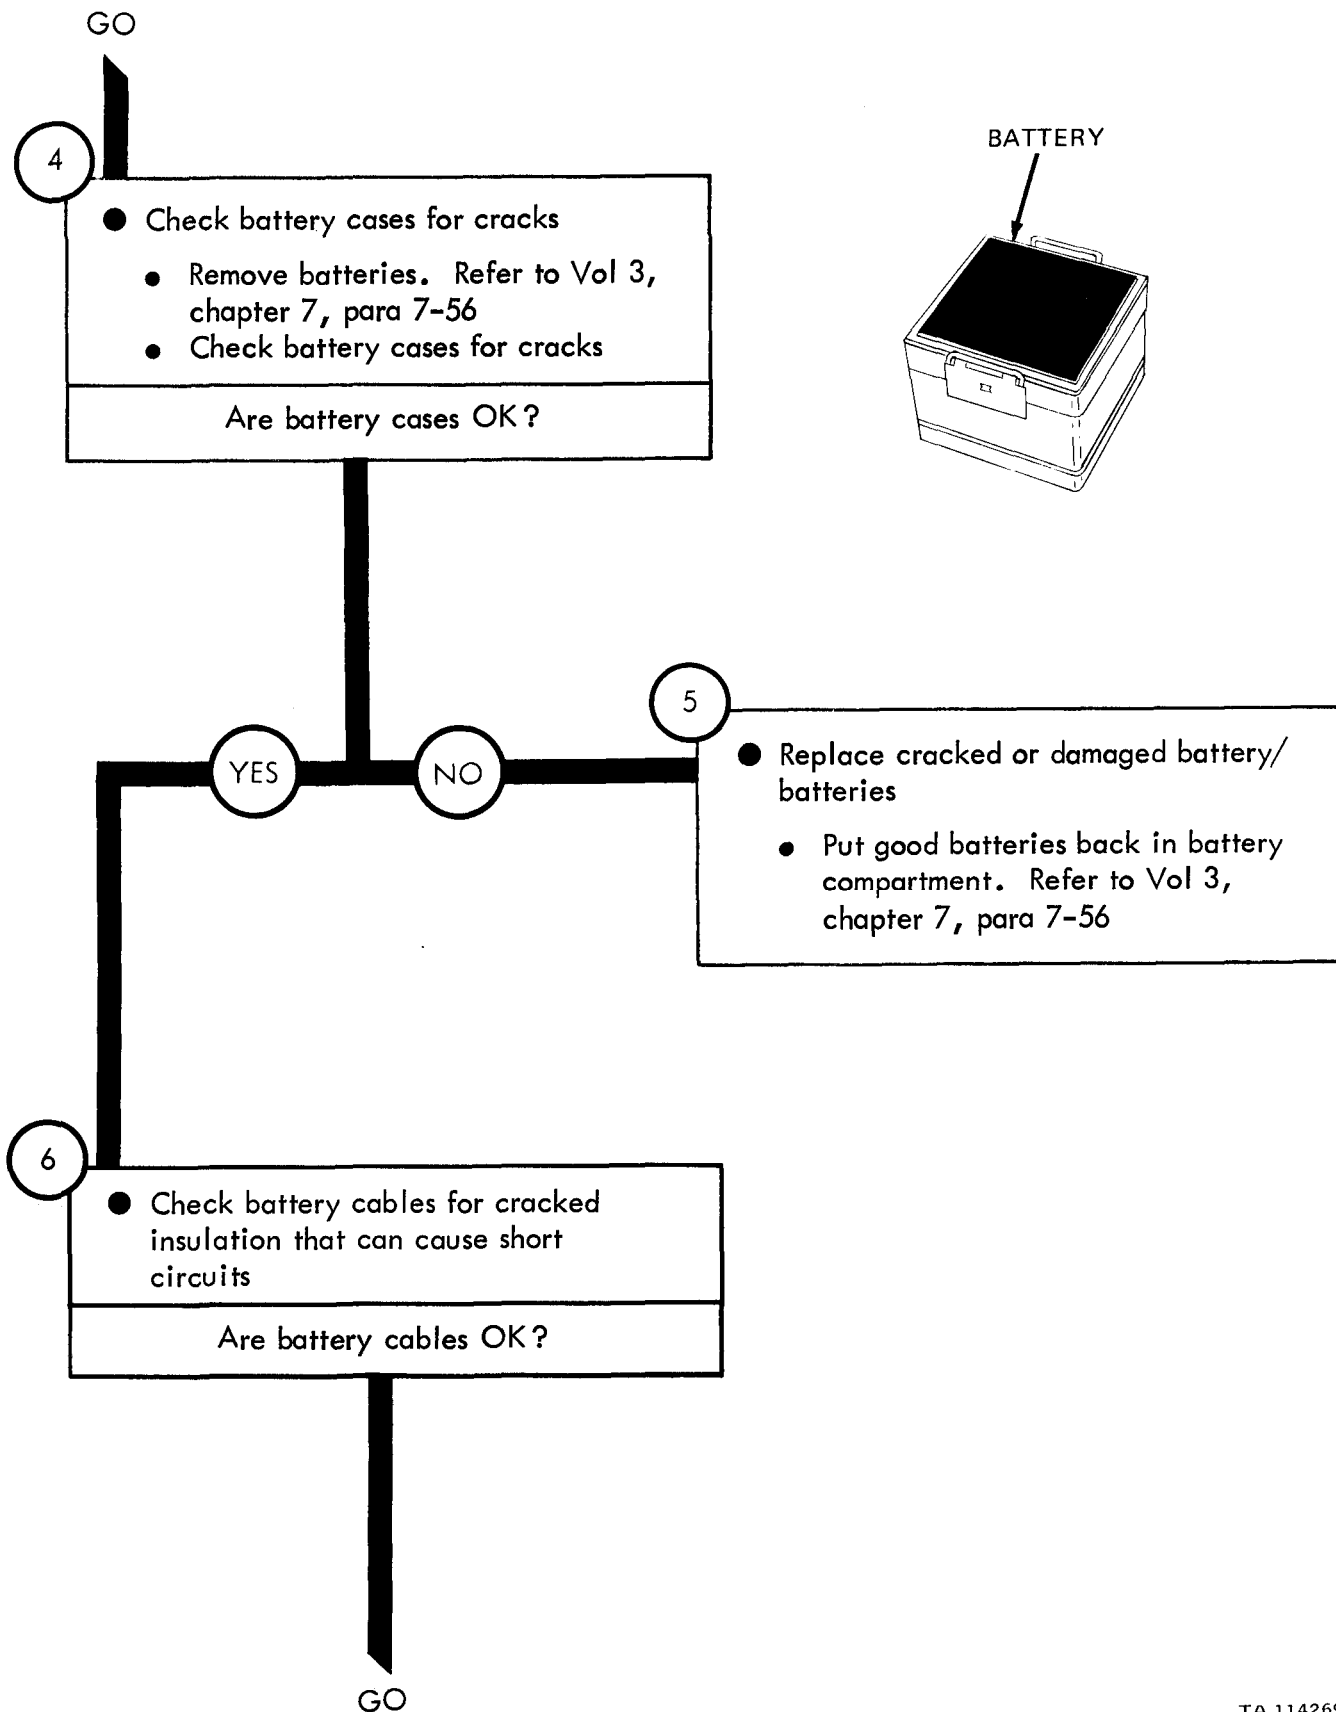 GO
4
BATTERY
● Check battery cases for cracks
● Remove batteries. Refer to Vol 3,
chapter 7, para 7-56
● Check battery cases for cracks
Are battery cases OK?
YES
NO
5
● Replace cracked or damaged battery/
batteries
● Put good batteries back in battery
compartment. Refer to Vol 3,
chapter 7, para 7-56
6
● Check battery cables for cracked
insulation that can cause short
circuits
Are battery cables OK?
GO
TA 114269